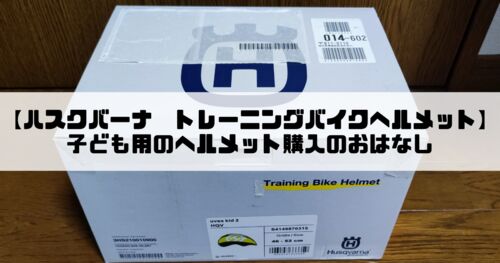 014-602
【ハスクバーナ　トレーニングバイクヘルメット】
子ども用のヘルメット購入のおはなし
Training Bike Helmet
uvex kid 2
HQV
46 - 52 cm
Husqvarna